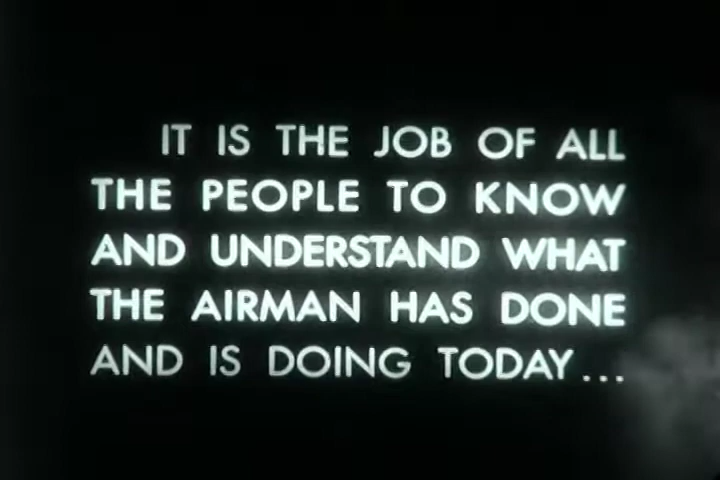 IT IS THE JOB OF ALL
THE PEOPLE TO KNOW
AND UNDERSTAND WHAT
THE AIRMAN HAS DONE
AND IS DOING TODAY...